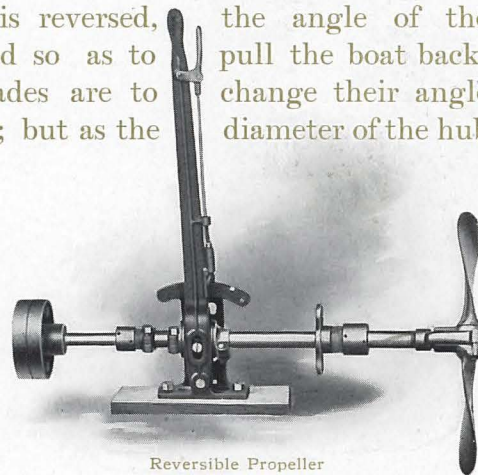 is reversed, the angle of the
d so as to pull the boat back-
ades are to change their angle
; but as the diameter of the hub
Reversible Propeller